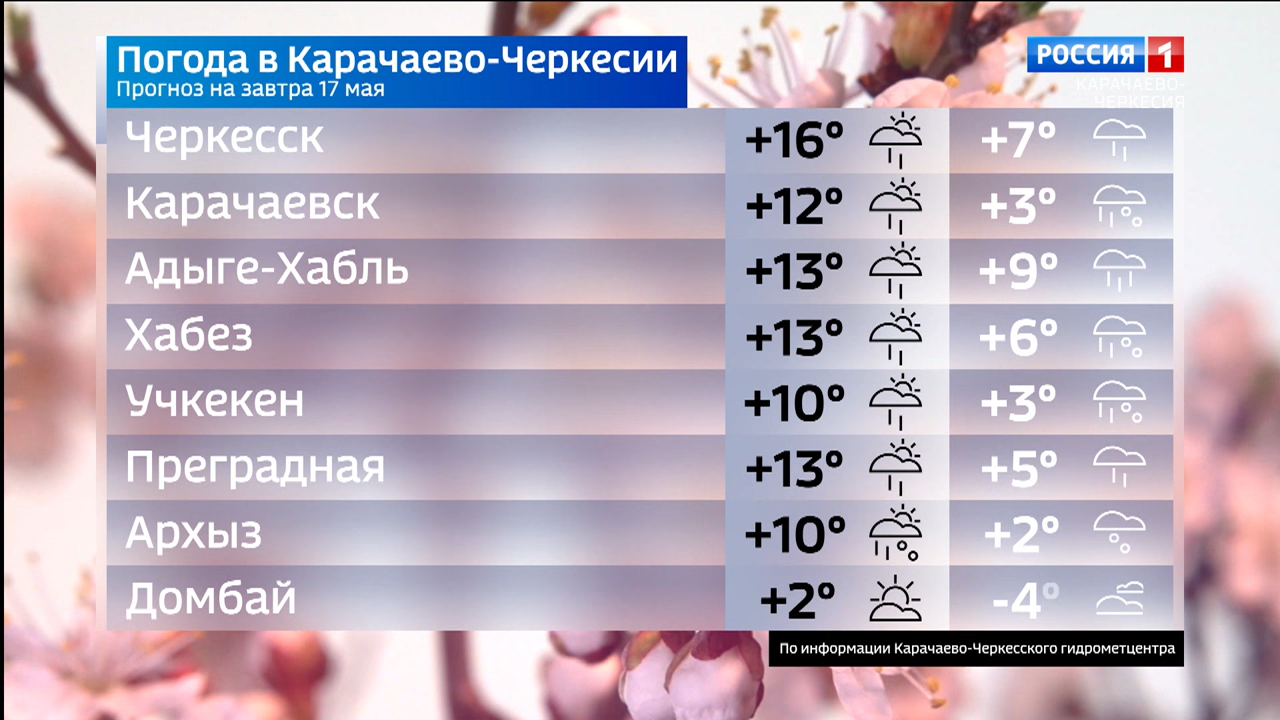 Погода в Карачаево-Черкесии
Прогноз на завтра 17 мая
РОССИЯ 1
КАРАЧАЕВО-
ЧЕРКЕСИЯ
Черкесск +16° +7°
Карачаевск +12° +3°
Адыге-Хабль +13° +9°
Хабез +13° +6°
Учкекен +10° +3°
Преградная +13° +5°
Архыз +10° +2°
Домбай +2° -4°
По информации Карачаево-Черкесского гидрометцентра